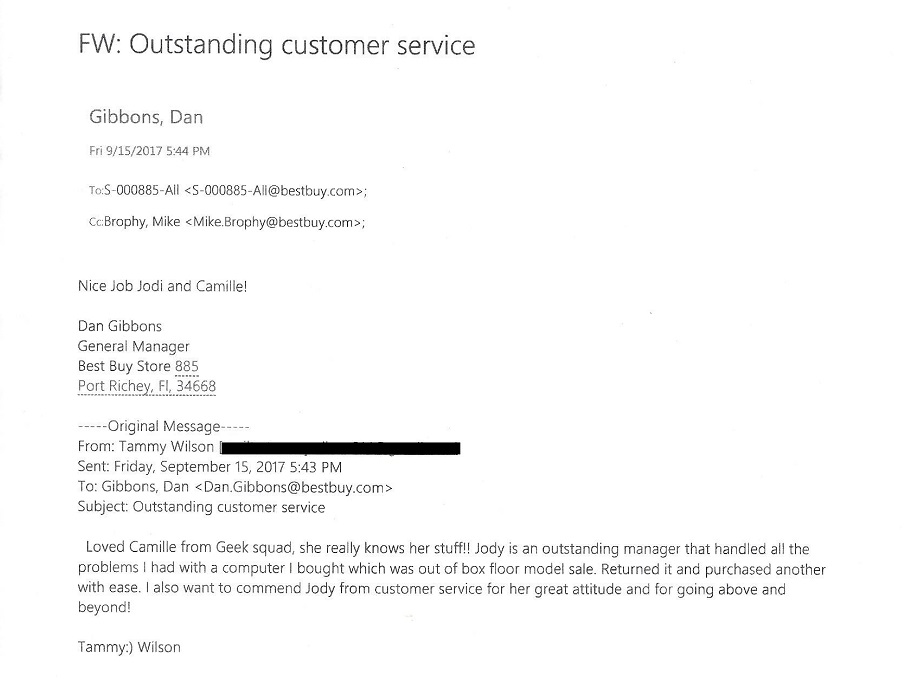 FW: Outstanding customer service
Gibbons, Dan
Fri 9/15/2017 5:44 PM
To:S-000885-All <S-000885-All@bestbuy.com>;
Cc:Brophy, Mike <Mike.Brophy@bestbuy.com>;
Nice Job Jodi and Camille!
Dan Gibbons
General Manager
Best Buy Store 885
Port Richey, Fl, 34668
-----Original Message-----
From: Tammy Wilson [
Sent: Friday, September 15, 2017 5:43 PM
To: Gibbons, Dan <Dan.Gibbons@bestbuy.com>
Subject: Outstanding customer service
Loved Camille from Geek squad, she really knows her stuff!! Jody is an outstanding manager that handled all the
problems I had with a computer I bought which was out of box floor model sale. Returned it and purchased another
with ease. I also want to commend Jody from customer service for her great attitude and for going above and
beyond!
Tammy:) Wilson